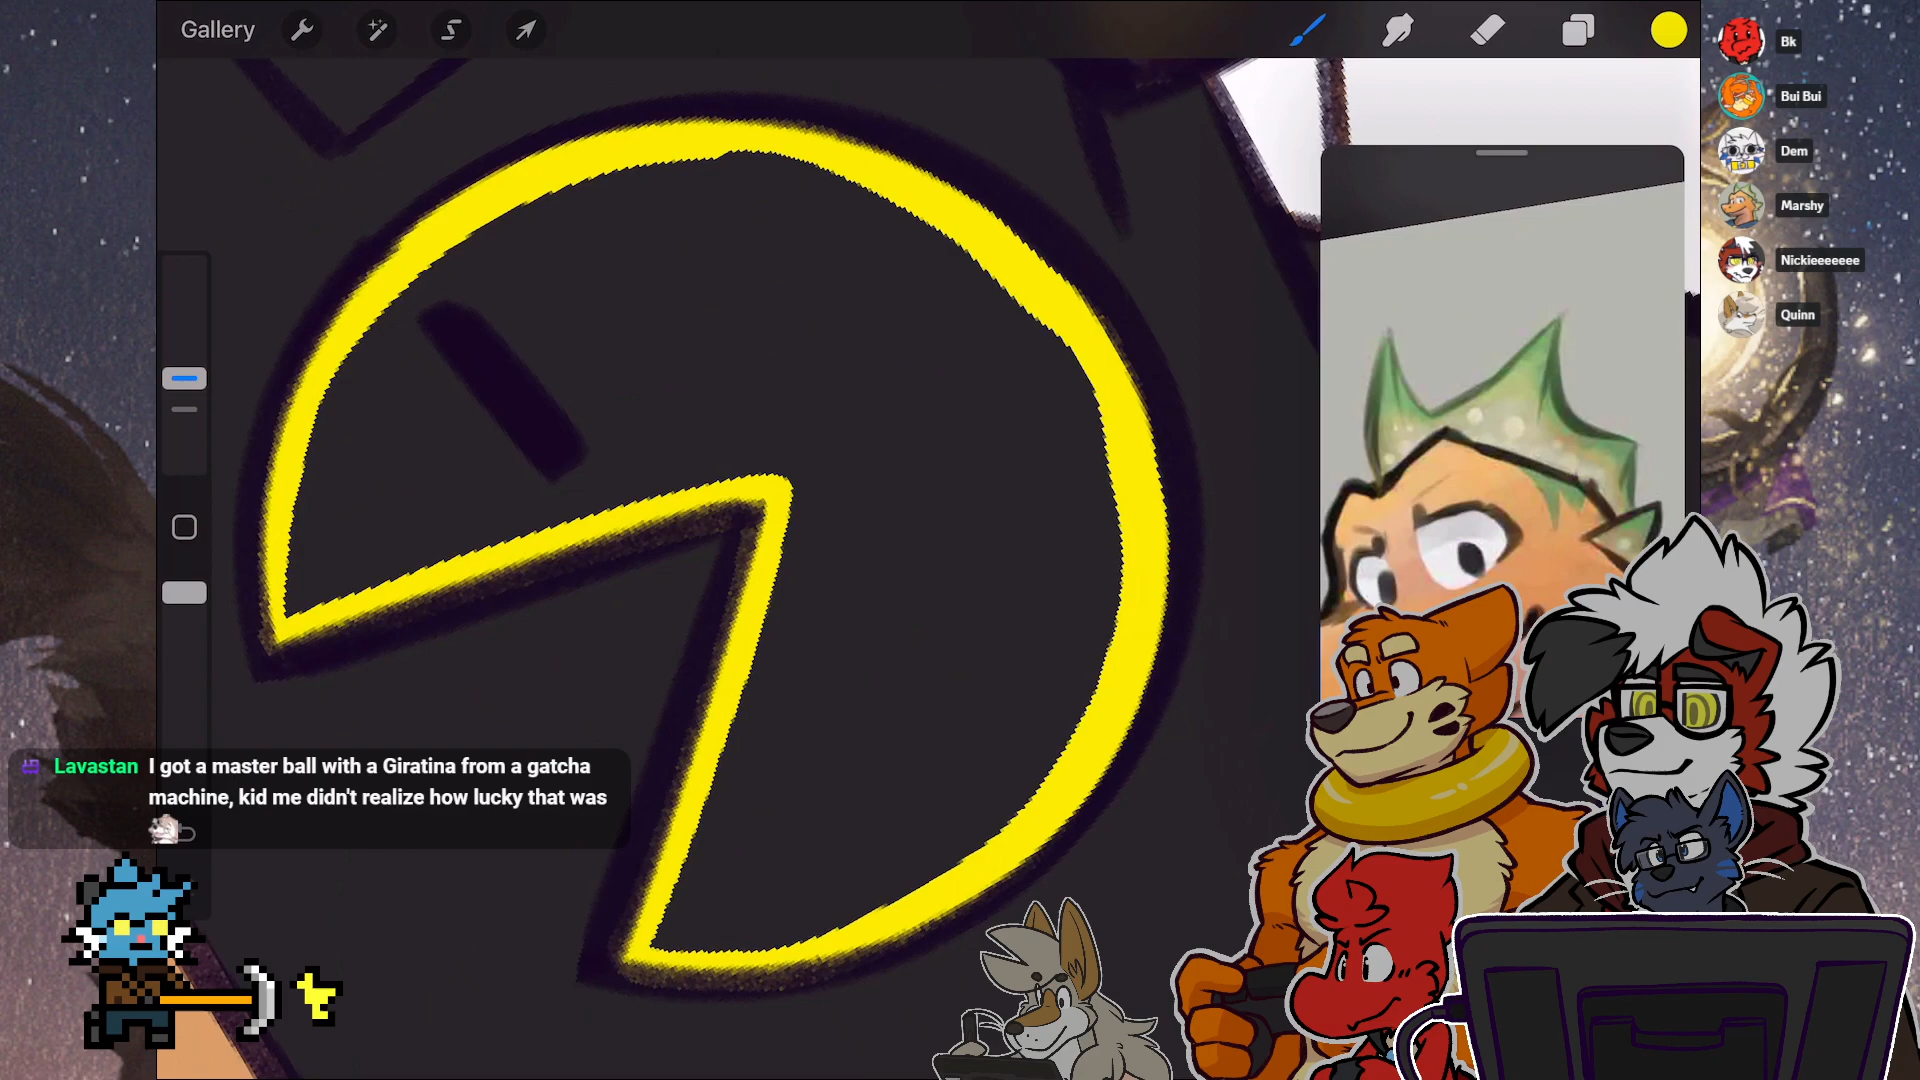 Gallery
Bk
Bui Bui
Dem
Marshy
Nickieeeeeee
Quinn
Lavastan I got a master ball with a Giratina from a gatcha
machine, kid me didn't realize how lucky that was